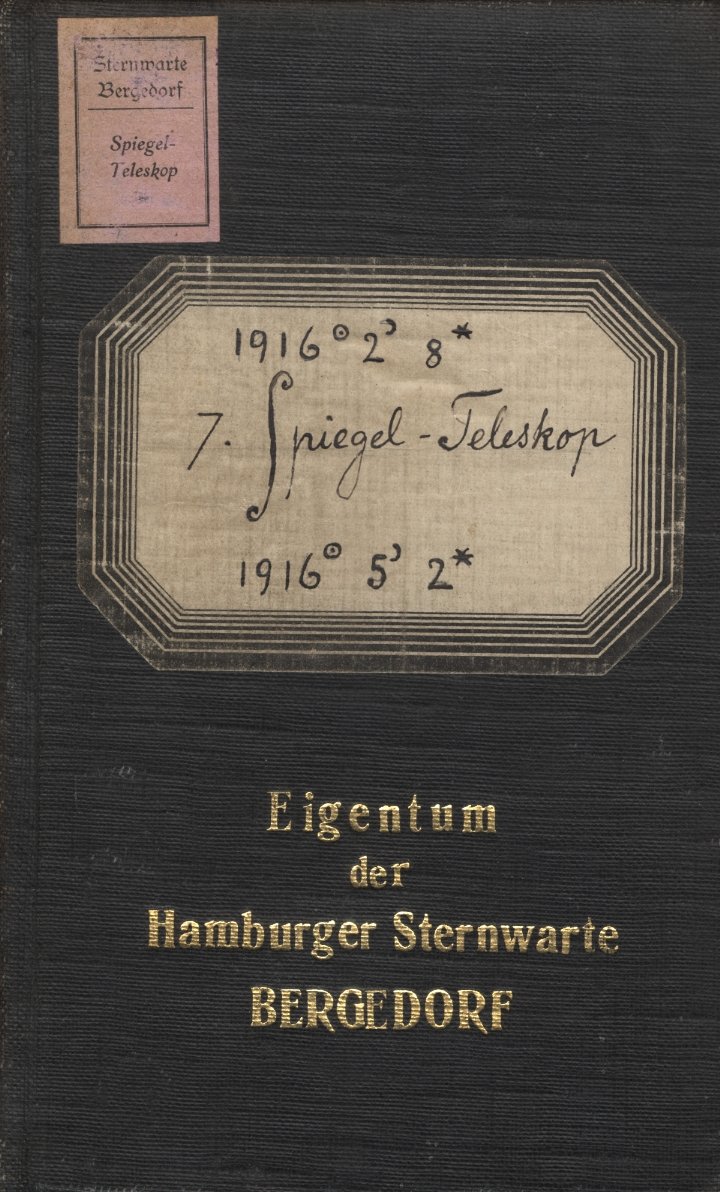 Sternwarte
Bergedorf
Spiegel-
Teleskop
1916☉ 2☽ 8*
7. Spiegel-Teleskop
1916☉ 5☽ 2*
Eigentum
der
Hamburger Sternwarte
BERGEDORF